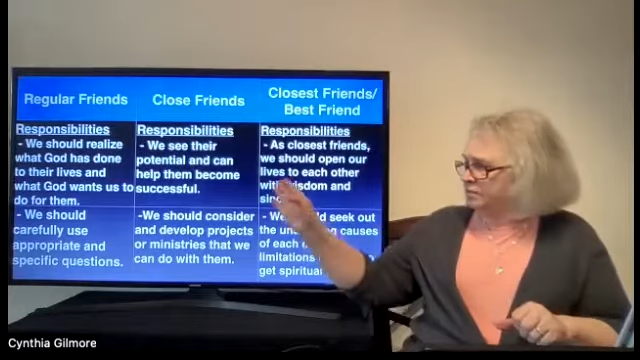 Regular Friends
Close Friends
Closest Friends/
Best Friend
Responsibilities
- We should realize
what God has done
to their lives and
what God wants us to
do for them.
Responsibilities
- We see their
potential and can
help them become
successful.
Responsibilities
- As closest friends,
we should open our
lives to each other
and
- We should
carefully use
appropriate and
specific questions.
-We should consider
and develop projects
or ministries that we
can do with them.
seek out
the causes
of each
limitations
get
Cynthia Gilmore